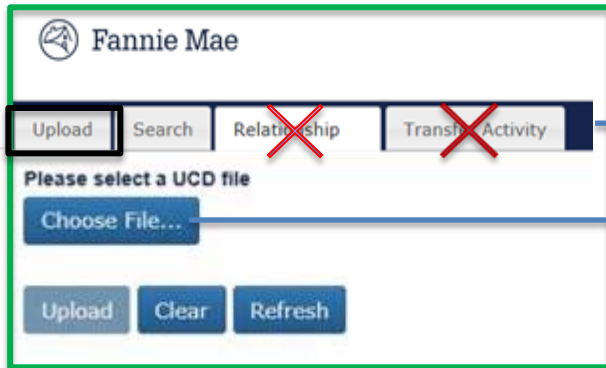 Fannie Mae
Upload Search Relationship Transfer Activity
Please select a UCD file
Choose File...
Upload Clear Refresh